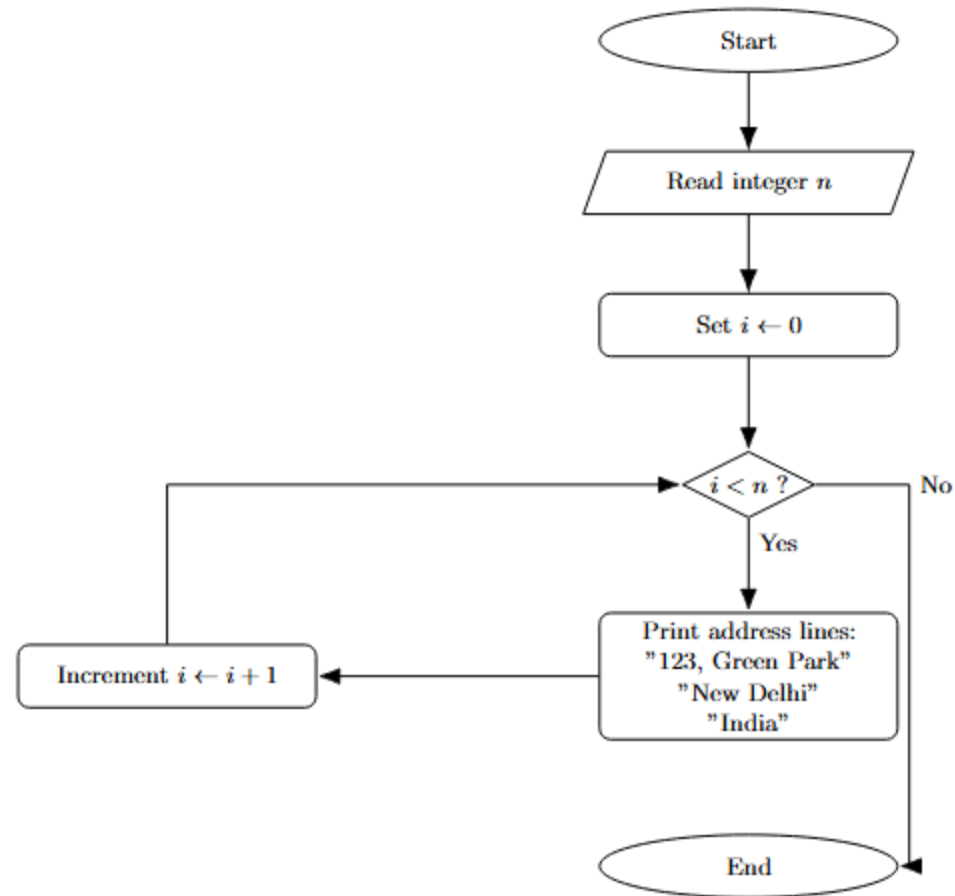 Start
Read integer n
Set i ← 0
i < n ?
No
Yes
Print address lines:
"123, Green Park"
"New Delhi"
"India"
Increment i ← i + 1
End